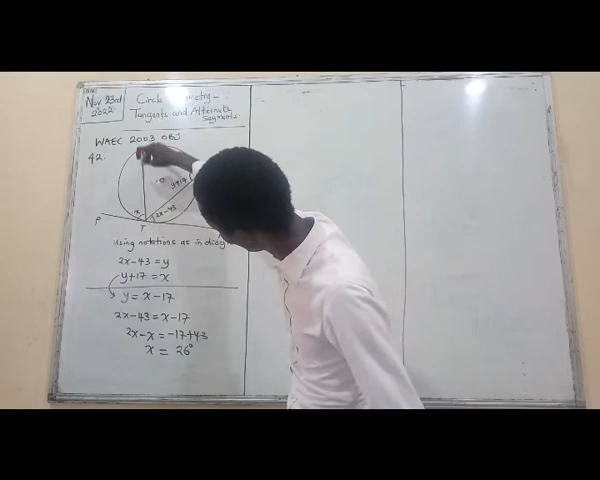 Nov 23rd
2022
Circle
Tangents and Alternate
Segments
WAEC 2003 OBJ
42.
y+17
x
2x-43
P
T
Using notations as in diag
2x-43 = y
y+17 = x
y = x-17
2x-43 = x-17
2x-x = -17+43
x = 26°